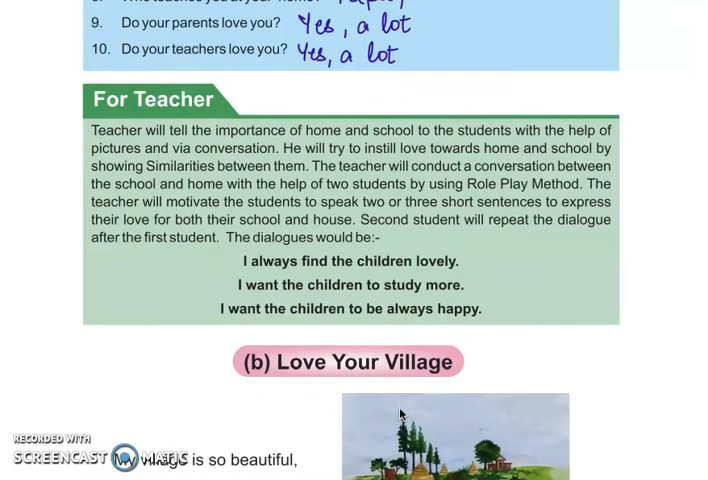 9. Do your parents love you? Yes, a lot
10. Do your teachers love you? Yes, a lot
For Teacher
Teacher will tell the importance of home and school to the students with the help of
pictures and via conversation. He will try to instill love towards home and school by
showing Similarities between them. The teacher will conduct a conversation between
the school and home with the help of two students by using Role Play Method. The
teacher will motivate the students to speak two or three short sentences to express
their love for both their school and house. Second student will repeat the dialogue
after the first student. The dialogues would be:-
I always find the children lovely.
I want the children to study more.
I want the children to be always happy.
(b) Love Your Village
RECORDED WITH
SCREENCAST MATIC
My village is so beautiful,